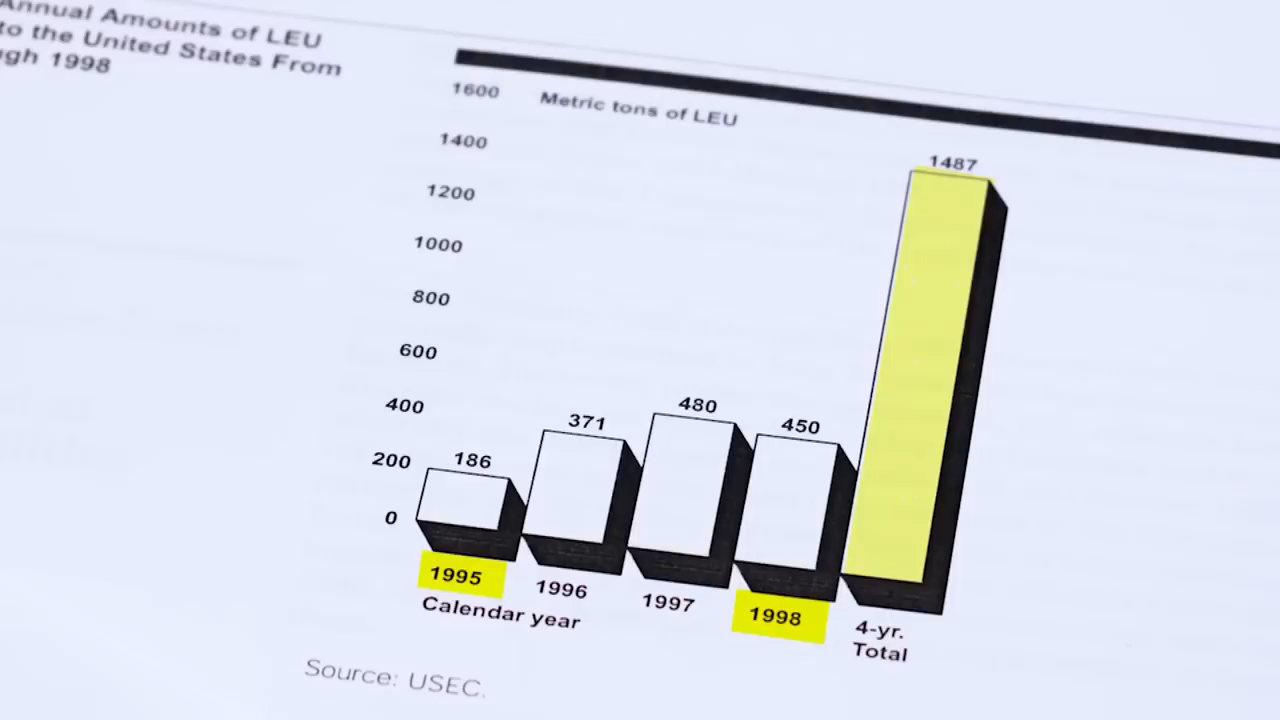 Annual Amounts of LEU
to the United States From
ugh 1998
Metric tons of LEU
1600
1400
1200
1000
800
600
400
200
0
186
371
480
450
1487
1995
1996
1997
1998
4-yr.
Total
Calendar year
Source: USEC.